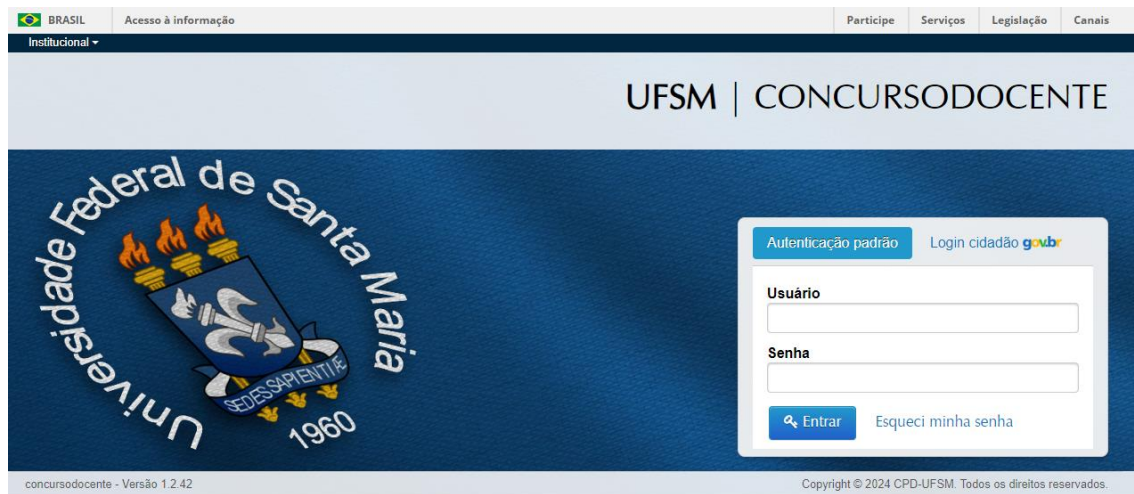 BRASIL Acesso à informação Participe Serviços Legislação Canais
Institucional
UFSM | CONCURSODOCENTE
Universidade Federal de Santa Maria
SEDES SAPIENTIÆ
1960
Autenticação padrão Login cidadão gov.br
Usuário
Senha
Entrar Esqueci minha senha
concursodocente - Versão 1.2.42 Copyright © 2024 CPD-UFSM. Todos os direitos reservados.